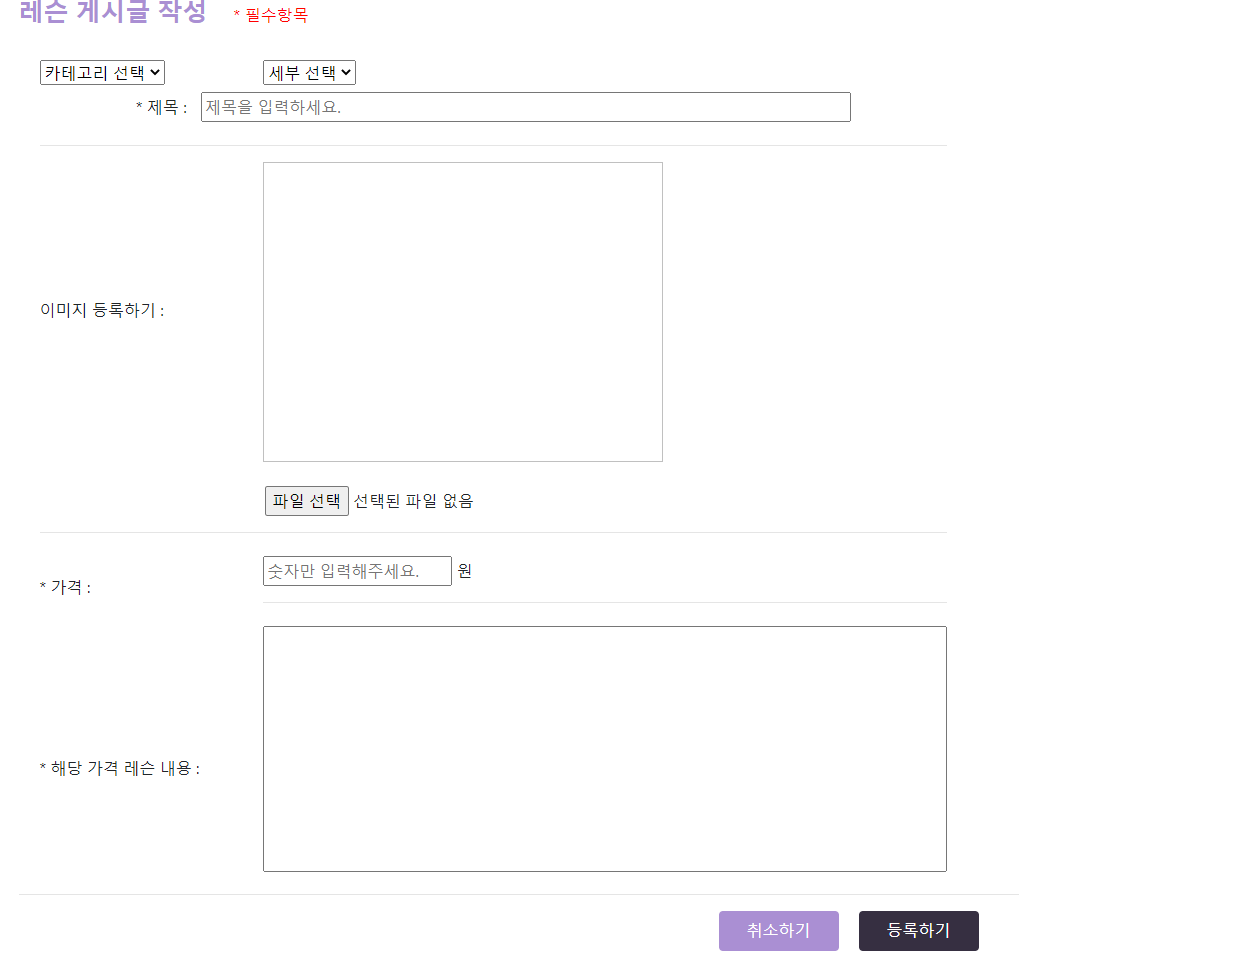 레슨 게시글 작성 * 필수항목
카테고리 선택 세부 선택
* 제목 : 제목을 입력하세요.
이미지 등록하기 :
파일 선택 선택된 파일 없음
* 가격 : 숫자만 입력해주세요. 원
* 해당 가격 레슨 내용 :
취소하기 등록하기